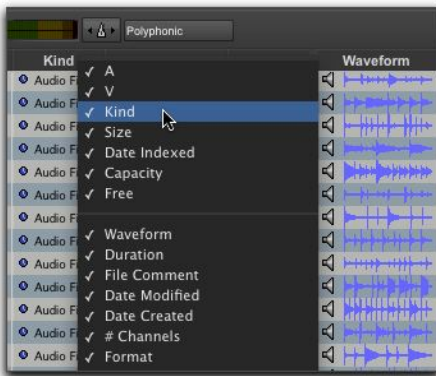 Polyphonic
Kind
Waveform
✓ A
✓ V
✓ Kind
✓ Size
✓ Date Indexed
✓ Capacity
✓ Free
✓ Waveform
✓ Duration
✓ File Comment
✓ Date Modified
✓ Date Created
✓ # Channels
✓ Format
Audio Fi
Audio Fi
Audio Fi
Audio Fi
Audio Fi
Audio Fi
Audio Fi
Audio Fi
Audio Fi
Audio Fi
Audio Fi
Audio Fi
Audio Fi